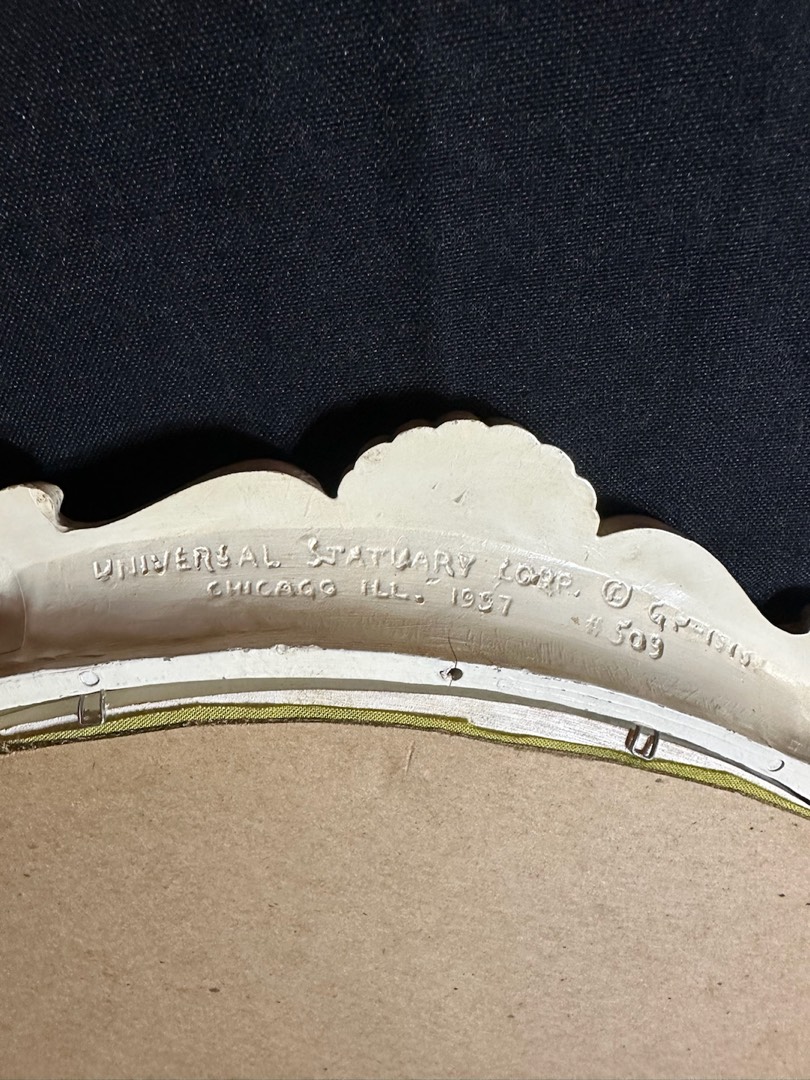 UNIVERSAL STATUARY CORP. ©
CHICAGO ILL. 1957 # 509